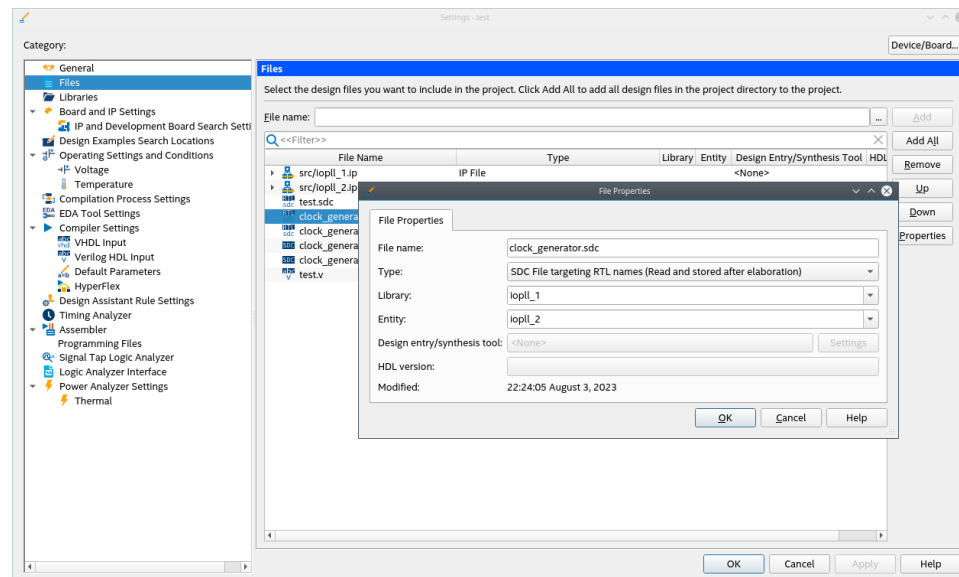 Settings - test
Category:
Device/Board...
General
Files
Libraries
Board and IP Settings
IP and Development Board Search Setti
Design Examples Search Locations
Operating Settings and Conditions
Voltage
Temperature
Compilation Process Settings
EDA Tool Settings
Compiler Settings
VHDL Input
Verilog HDL Input
Default Parameters
HyperFlex
Design Assistant Rule Settings
Timing Analyzer
Assembler
Programming Files
Signal Tap Logic Analyzer
Logic Analyzer Interface
Power Analyzer Settings
Thermal
Files
Select the design files you want to include in the project. Click Add All to add all design files in the project directory to the project.
File name:
...
Add
<<Filter>>
Add All
File Name Type Library Entity Design Entry/Synthesis Tool HDL
Remove
src/iopll_1.ip IP File <None>
src/iopll_2.ip
Up
test.sdc
clock_genera
Down
clock_genera
Properties
clock_genera
clock_genera
test.v
File Properties
File Properties
File name: clock_generator.sdc
Type: SDC File targeting RTL names (Read and stored after elaboration)
Library: iopll_1
Entity: iopll_2
Design entry/synthesis tool: <None> Settings
HDL version:
Modified: 22:24:05 August 3, 2023
OK Cancel Help
OK Cancel Apply Help